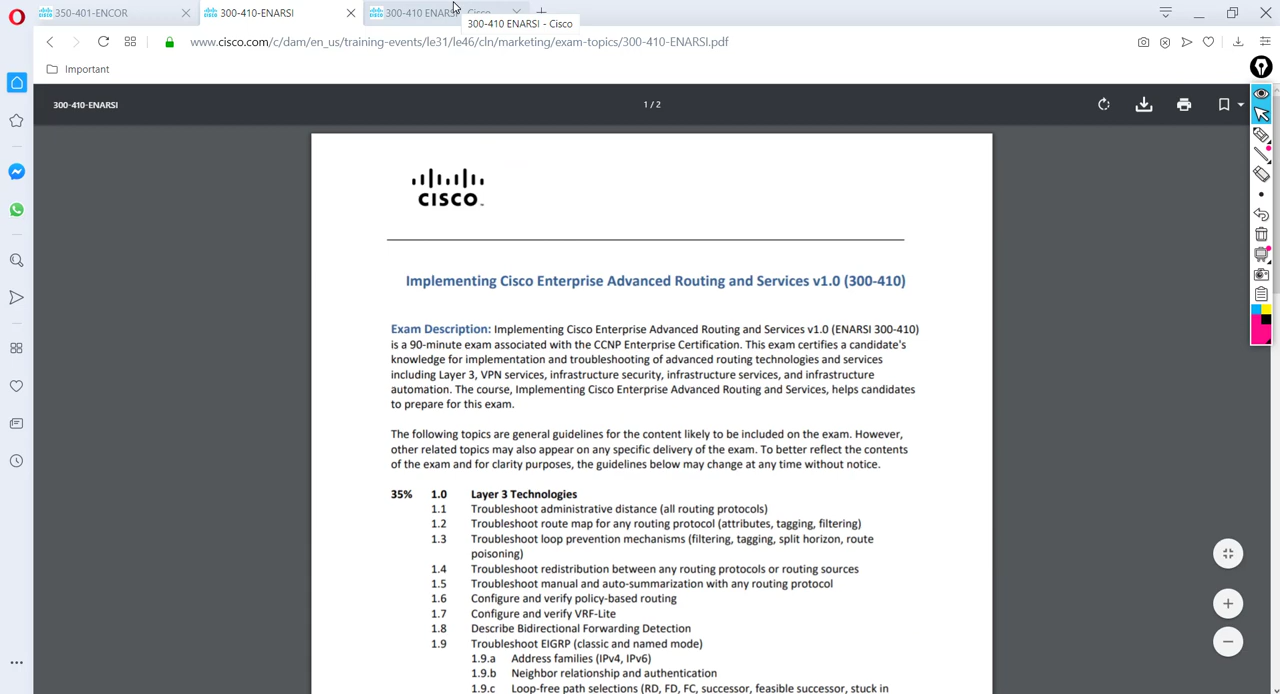 350-401-ENCOR
300-410-ENARSI
300-410 ENARSI - Cisco
300-410 ENARSI - Cisco
www.cisco.com/c/dam/en_us/training-events/le31/le46/cln/marketing/exam-topics/300-410-ENARSI.pdf
Important
300-410-ENARSI
1 / 2
CISCO
Implementing Cisco Enterprise Advanced Routing and Services v1.0 (300-410)
Exam Description: Implementing Cisco Enterprise Advanced Routing and Services v1.0 (ENARSI 300-410)
is a 90-minute exam associated with the CCNP Enterprise Certification. This exam certifies a candidate's
knowledge for implementation and troubleshooting of advanced routing technologies and services
including Layer 3, VPN services, infrastructure security, infrastructure services, and infrastructure
automation. The course, Implementing Cisco Enterprise Advanced Routing and Services, helps candidates
to prepare for this exam.
The following topics are general guidelines for the content likely to be included on the exam. However,
other related topics may also appear on any specific delivery of the exam. To better reflect the contents
of the exam and for clarity purposes, the guidelines below may change at any time without notice.
35% 1.0 Layer 3 Technologies
1.1 Troubleshoot administrative distance (all routing protocols)
1.2 Troubleshoot route map for any routing protocol (attributes, tagging, filtering)
1.3 Troubleshoot loop prevention mechanisms (filtering, tagging, split horizon, route
poisoning)
1.4 Troubleshoot redistribution between any routing protocols or routing sources
1.5 Troubleshoot manual and auto-summarization with any routing protocol
1.6 Configure and verify policy-based routing
1.7 Configure and verify VRF-Lite
1.8 Describe Bidirectional Forwarding Detection
1.9 Troubleshoot EIGRP (classic and named mode)
1.9.a Address families (IPv4, IPv6)
1.9.b Neighbor relationship and authentication
1.9.c Loop-free path selections (RD, FD, FC, successor, feasible successor, stuck in